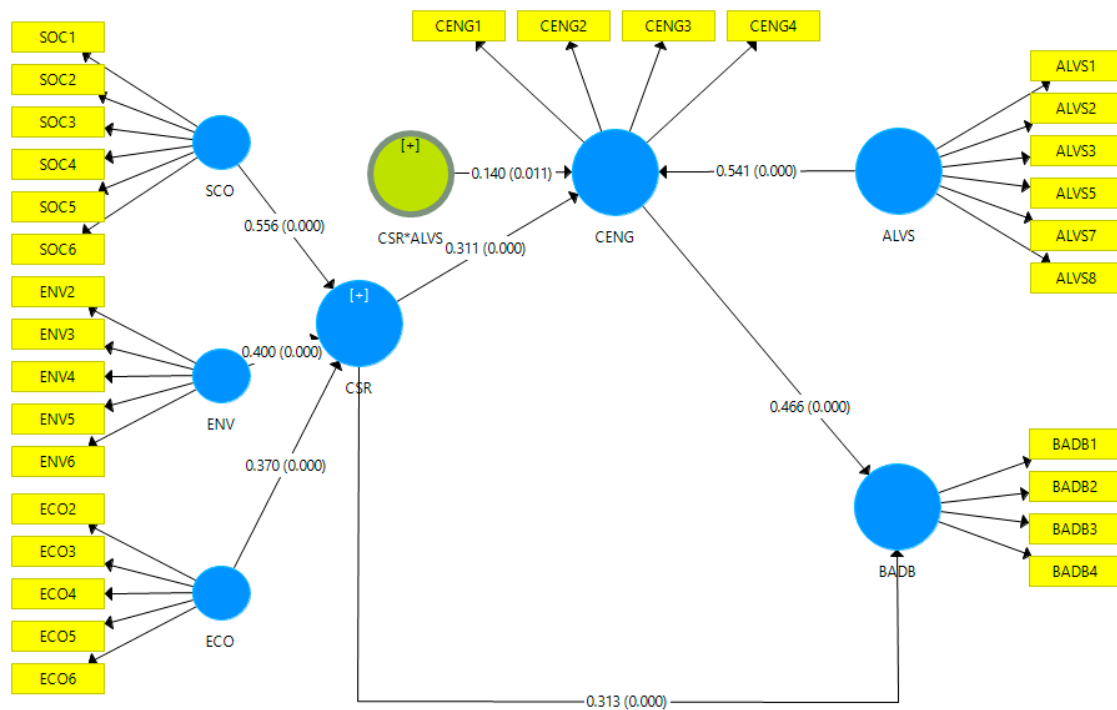 SOC1
SOC2
SOC3
SOC4
SOC5
SOC6
SCO
0.556 (0.000)
ENV2
ENV3
ENV4
ENV5
ENV6
ENV
0.400 (0.000)
ECO2
ECO3
ECO4
ECO5
ECO6
ECO
0.370 (0.000)
[+]
CSR
[+]
CSR*ALVS
0.140 (0.011)
0.311 (0.000)
CENG1
CENG2
CENG3
CENG4
CENG
0.541 (0.000)
ALVS
ALVS1
ALVS2
ALVS3
ALVS5
ALVS7
ALVS8
0.466 (0.000)
BADB
BADB1
BADB2
BADB3
BADB4
0.313 (0.000)